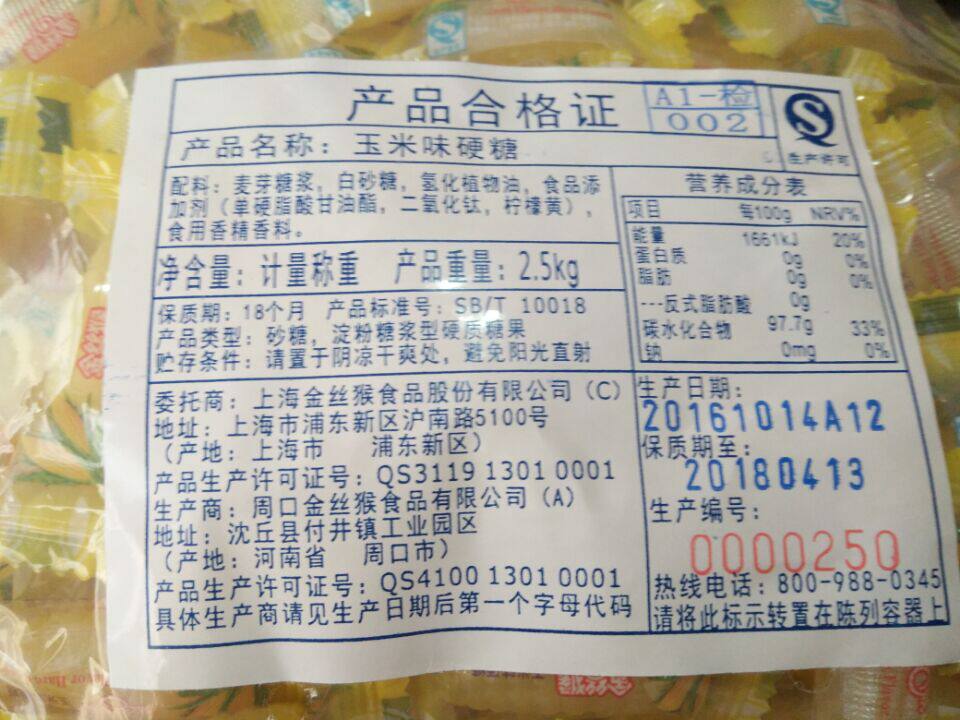 产品合格证
A1-检
002
生产许可
产品名称：玉米味硬糖
配料：麦芽糖浆，白砂糖，氢化植物油，食品添
加剂（单硬脂酸甘油酯，二氧化钛，柠檬黄），
食用香精香料。
净含量：计量称重 产品重量：2.5kg
保质期：18个月 产品标准号：SB/T 10018
产品类型：砂糖，淀粉糖浆型硬质糖果
贮存条件：请置于阴凉干爽处，避免阳光直射
营养成分表
项目 每100g NRV%
能量 1661kJ 20%
蛋白质 0g 0%
脂肪 0g 0%
---反式脂肪酸 0g
碳水化合物 97.7g 33%
钠 0mg 0%
委托商：上海金丝猴食品股份有限公司（C）
地址：上海市浦东新区沪南路5100号
（产地：上海市 浦东新区）
产品生产许可证号：QS3119 1301 0001
生产商：周口金丝猴食品有限公司（A）
地址：沈丘县付井镇工业园区
（产地：河南省 周口市）
产品生产许可证号：QS4100 1301 0001
具体生产商请见生产日期后第一个字母代码
生产日期：
20161014A12
保质期至：
20180413
生产编号：
0000250
热线电话：800-988-0345
请将此标示转置在陈列容器上